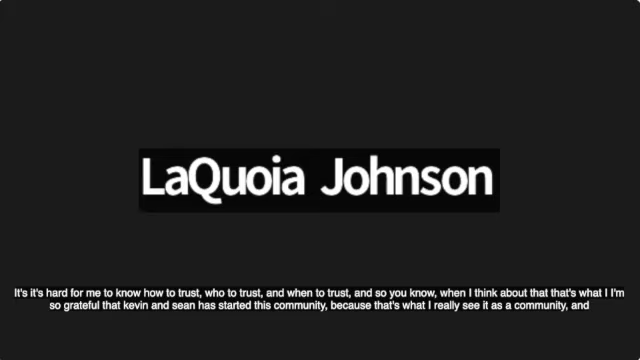 LaQuoia Johnson
It's it's hard for me to know how to trust, who to trust, and when to trust, and so you know, when I think about that that's what I I'm
so grateful that kevin and sean has started this community, because that's what I really see it as a community, and